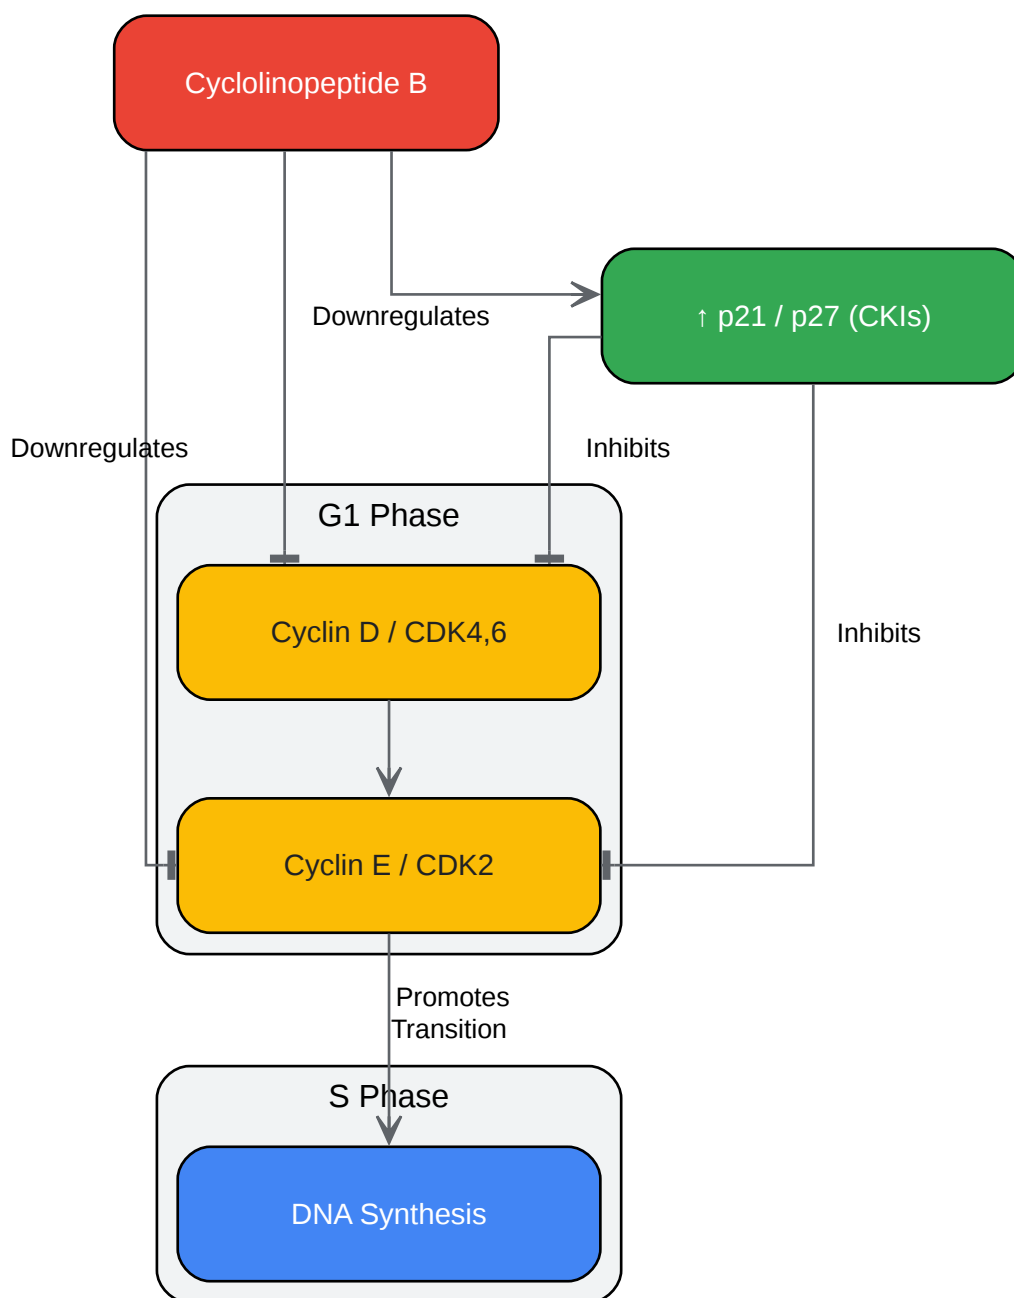 Cyclolinopeptide B
Downregulates
↑ p21 / p27 (CKIs)
Downregulates
Inhibits
G1 Phase
Cyclin D / CDK4,6
Inhibits
Cyclin E / CDK2
Promotes
Transition
S Phase
DNA Synthesis